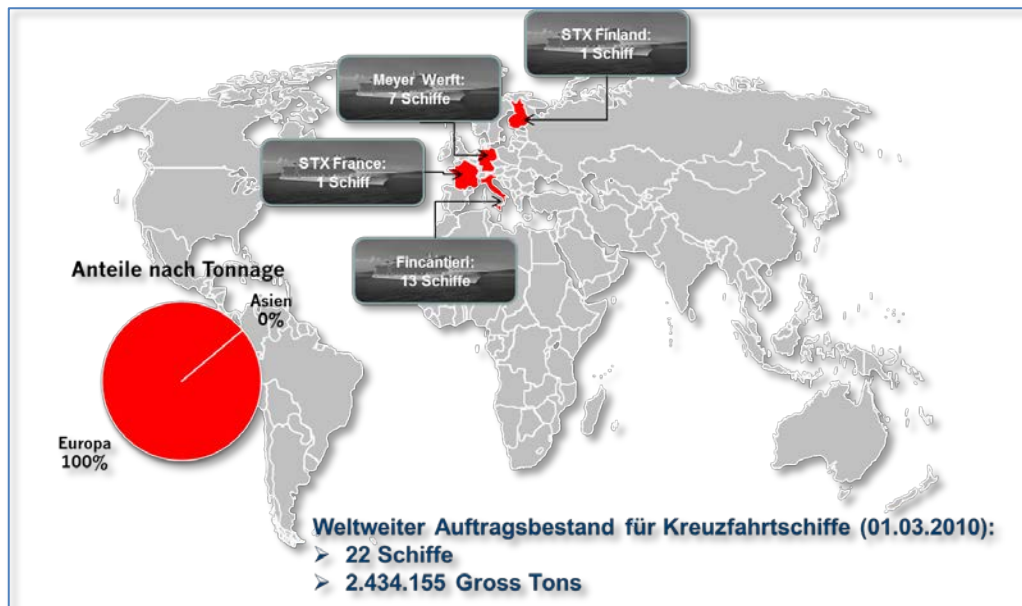 STX Finland:
1 Schiff
Meyer Werft:
7 Schiffe
STX France:
1 Schiff
Fincantieri:
13 Schiffe
Anteile nach Tonnage
Asien
0%
Europa
100%
Weltweiter Auftragsbestand für Kreuzfahrtschiffe (01.03.2010):
➢ 22 Schiffe
➢ 2.434.155 Gross Tons